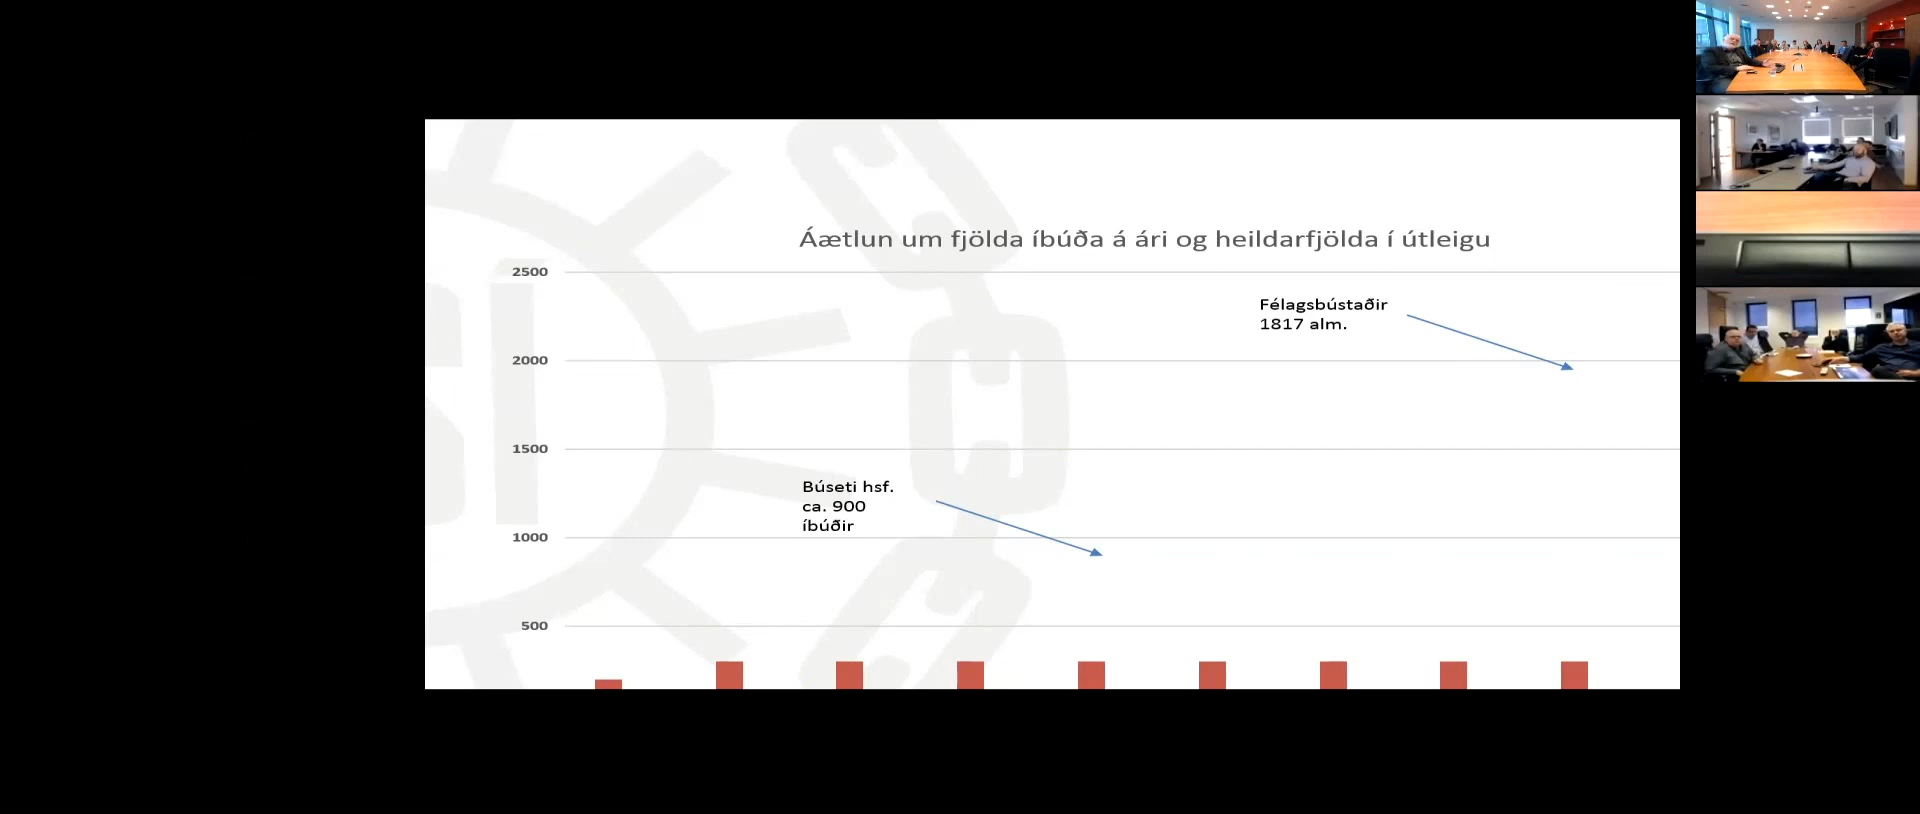 Áætlun um fjölda íbúða á ári og heildarfjölda í útleigu
2500
Félagsbústaðir
1817 alm.
2000
1500
Búseti hsf.
ca. 900
íbúðir
1000
500